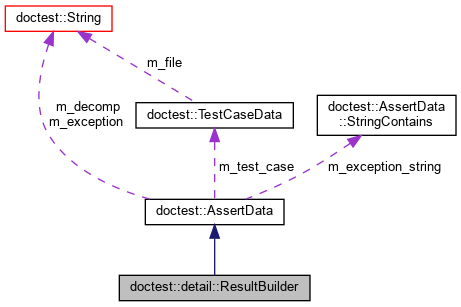 doctest::String
m_file
m_decomp
m_exception
doctest::TestCaseData
doctest::AssertData
::StringContains
m_test_case
m_exception_string
doctest::AssertData
doctest::detail::ResultBuilder